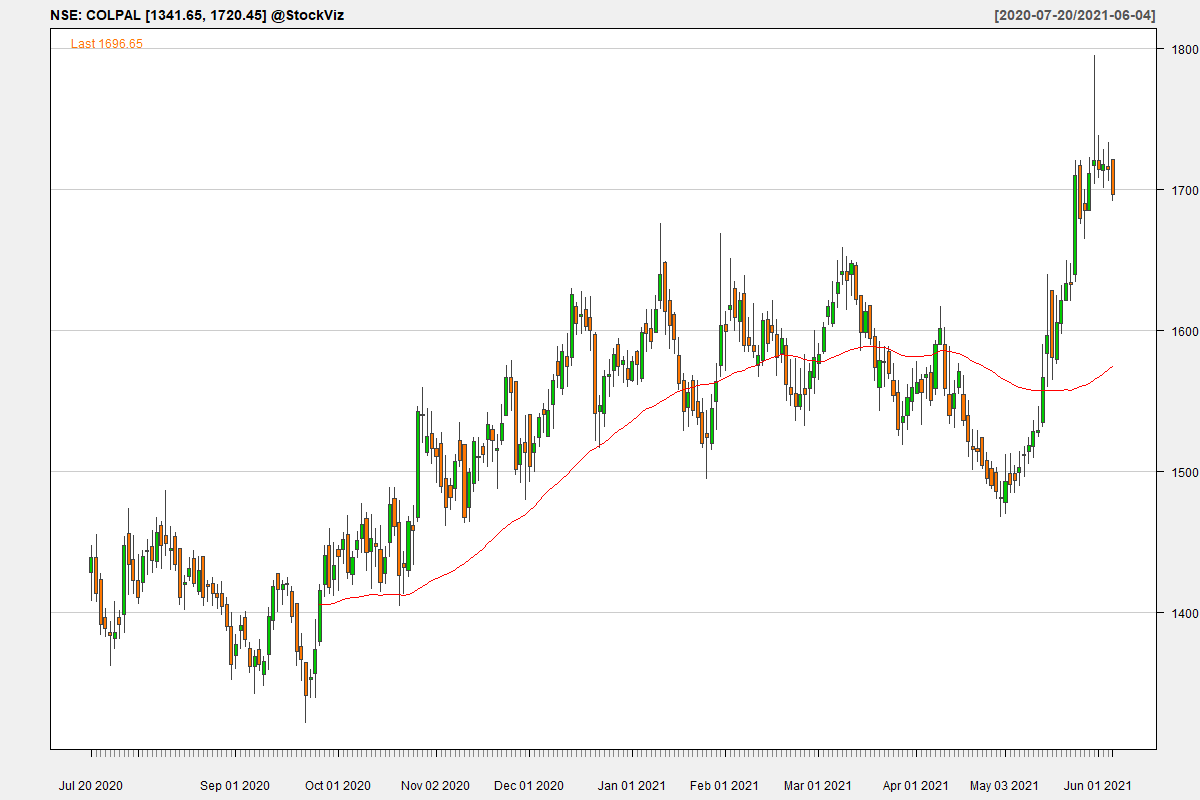 NSE: COLPAL [1341.65, 1720.45] @StockViz [2020-07-20/2021-06-04]
Last 1696.65
1800
1700
1600
1500
1400
Jul 20 2020 Sep 01 2020 Oct 01 2020 Nov 02 2020 Dec 01 2020 Jan 01 2021 Feb 01 2021 Mar 01 2021 Apr 01 2021 May 03 2021 Jun 01 2021